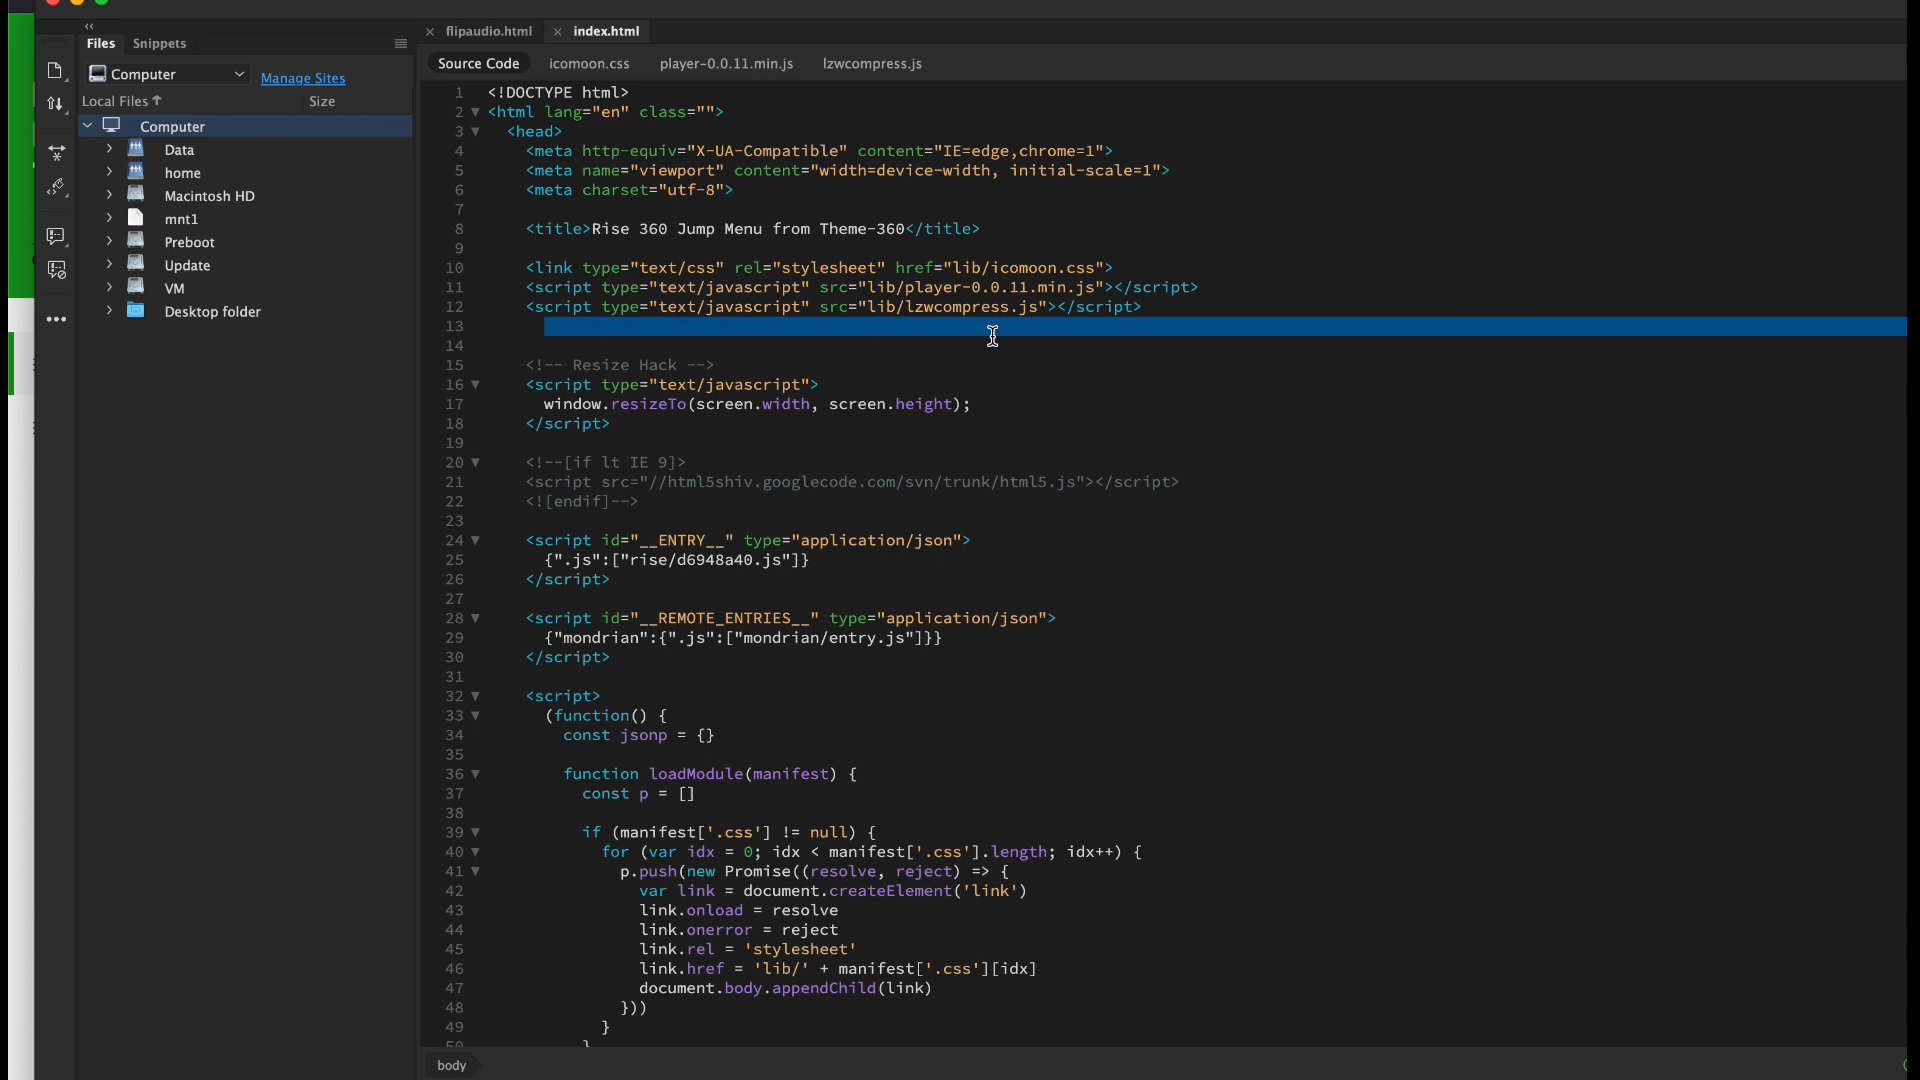 Files
Snippets
Computer
Manage Sites
Local Files
Size
Computer
Data
home
Macintosh HD
mnt1
Preboot
Update
VM
Desktop folder
flipaudio.html
index.html
Source Code
icomoon.css
player-0.0.11.min.js
lzwcompress.js
1 <!DOCTYPE html>
2 <html lang="en" class="">
3 <head>
4 <meta http-equiv="X-UA-Compatible" content="IE=edge,chrome=1">
5 <meta name="viewport" content="width=device-width, initial-scale=1">
6 <meta charset="utf-8">
7
8 <title>Rise 360 Jump Menu from Theme-360</title>
9
10 <link type="text/css" rel="stylesheet" href="lib/icomoon.css">
11 <script type="text/javascript" src="lib/player-0.0.11.min.js"></script>
12 <script type="text/javascript" src="lib/lzwcompress.js"></script>
13
14
15 <!-- Resize Hack -->
16 <script type="text/javascript">
17 window.resizeTo(screen.width, screen.height);
18 </script>
19
20 <!--[if lt IE 9]>
21 <script src="//html5shiv.googlecode.com/svn/trunk/html5.js"></script>
22 <![endif]-->
23
24 <script id="__ENTRY__" type="application/json">
25 {".js":["rise/d6948a40.js"]}
26 </script>
27
28 <script id="__REMOTE_ENTRIES__" type="application/json">
29 {"mondrian":{".js":["mondrian/entry.js"]}}
30 </script>
31
32 <script>
33 (function() {
34 const jsonp = {}
35
36 function loadModule(manifest) {
37 const p = []
38
39 if (manifest['.css'] != null) {
40 for (var idx = 0; idx < manifest['.css'].length; idx++) {
41 p.push(new Promise((resolve, reject) => {
42 var link = document.createElement('link')
43 link.onload = resolve
44 link.onerror = reject
45 link.rel = 'stylesheet'
46 link.href = 'lib/' + manifest['.css'][idx]
47 document.body.appendChild(link)
48 }))
49 }
50 }
body